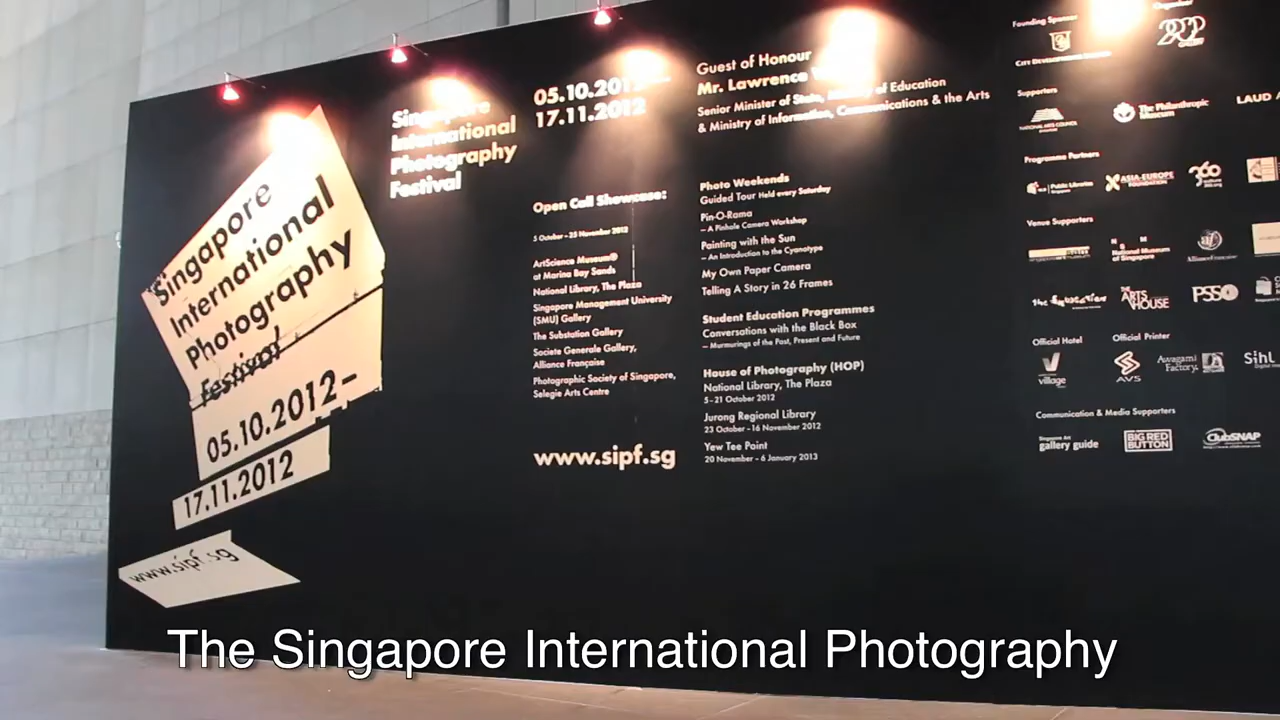 Singapore
International
Photography
Festival
05.10.2012–
17.11.2012
www.sipf.sg
Singapore
International
Photography
Festival
05.10.2012
17.11.2012
Open Call Showcase:
5 October – 25 November 2012
ArtScience Museum®
at Marina Bay Sands
National Library, The Plaza
Singapore Management University
(SMU) Gallery
The Substation Gallery
Societe Generale Gallery,
Alliance Française
Photographic Society of Singapore,
Selegie Arts Centre
www.sipf.sg
Guest of Honour
Mr. Lawrence
Senior Minister of State, Ministry of Education
& Ministry of Information, Communications & the Arts
Photo Weekends
Guided Tour Held every Saturday
Pin-O-Rama
– A Pinhole Camera Workshop
Painting with the Sun
– An Introduction to the Cyanotype
My Own Paper Camera
Telling A Story in 26 Frames
Student Education Programmes
Conversations with the Black Box
– Murmurings of the Past, Present and Future
House of Photography (HOP)
National Library, The Plaza
5–21 October 2012
Jurong Regional Library
23 October – 16 November 2012
Yew Tee Point
20 November – 6 January 2013
Founding Sponsor
Organiser
City Developments
Supporters
National Arts Council
The Philanthropic
Museum
LAUD
Programme Partners
Public Libraries
ASIA-EUROPE
FOUNDATION
360
Venue Supporters
National Museum
of Singapore
Alliance Française
The Substation
THE ARTS HOUSE
PSS
Official Hotel
Official Printer
village
AVS
Awagami
Factory
Sihl
Communication & Media Supporters
Singapore Art
gallery guide
BIG RED
BUTTON
ClubSNAP
The Singapore International Photography